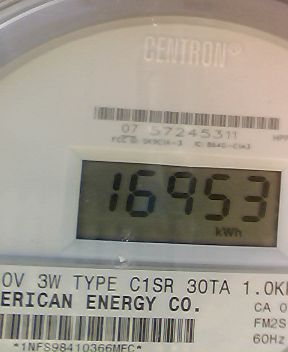 CENTRON®
07 57245311
16953
kWh
0V 3W TYPE C1SR 30TA 1.0K
ERICAN ENERGY CO.
CA 0
FM2S
60Hz
*1NFS98410366MFC*